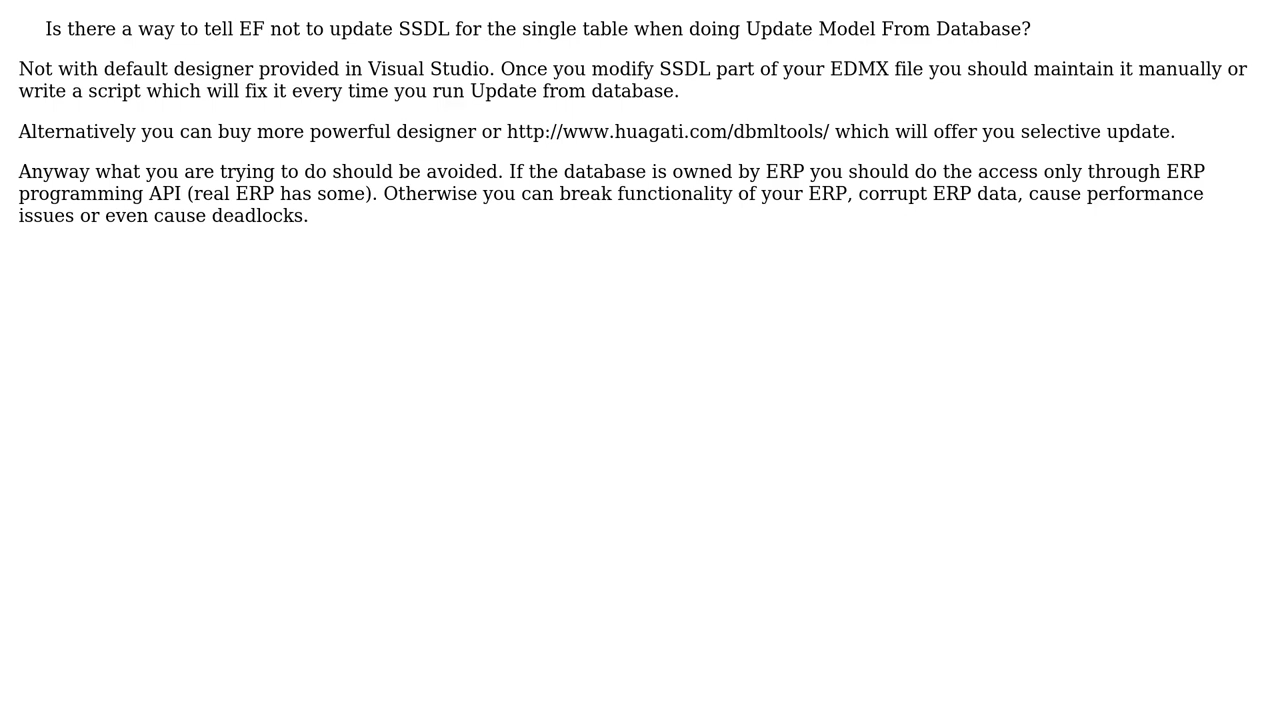 Is there a way to tell EF not to update SSDL for the single table when doing Update Model From Database?
Not with default designer provided in Visual Studio. Once you modify SSDL part of your EDMX file you should maintain it manually or
write a script which will fix it every time you run Update from database.
Alternatively you can buy more powerful designer or http://www.huagati.com/dbmltools/ which will offer you selective update.
Anyway what you are trying to do should be avoided. If the database is owned by ERP you should do the access only through ERP
programming API (real ERP has some). Otherwise you can break functionality of your ERP, corrupt ERP data, cause performance
issues or even cause deadlocks.